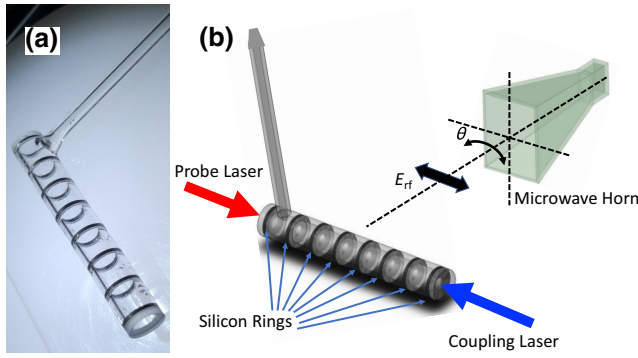 (a)
(b)
Probe Laser
E_rf
θ
Microwave Horn
Silicon Rings
Coupling Laser